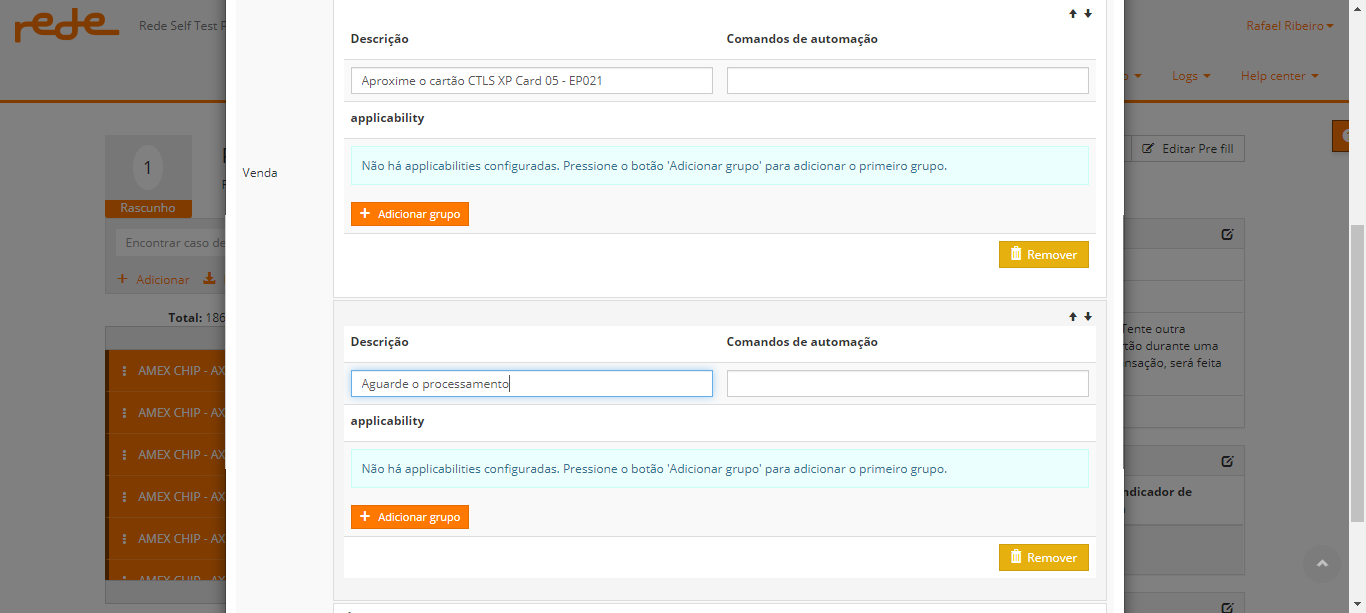 rede
Rede Self Test
Rafael Ribeiro
Logs
Help center
Descrição
Comandos de automação
Aproxime o cartão CTLS XP Card 05 - EP021
applicability
Não há applicabilities configuradas. Pressione o botão 'Adicionar grupo' para adicionar o primeiro grupo.
Adicionar grupo
Remover
Venda
1
Rascunho
Editar Pre fill
Encontrar caso de
Adicionar
Total: 186
AMEX CHIP - AX
AMEX CHIP - AX
AMEX CHIP - AX
AMEX CHIP - AX
AMEX CHIP - AX
AMEX CHIP - AX
Descrição
Comandos de automação
Aguarde o processamento
applicability
Não há applicabilities configuradas. Pressione o botão 'Adicionar grupo' para adicionar o primeiro grupo.
Adicionar grupo
Remover
Tente outra
durante uma
será feita
de